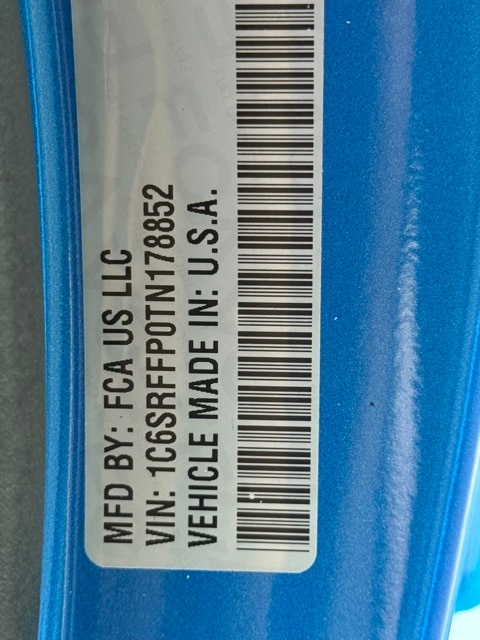 MFD BY: FCA US LLC
VIN: 1C6SRFFP0TN178852
VEHICLE MADE IN: U.S.A.